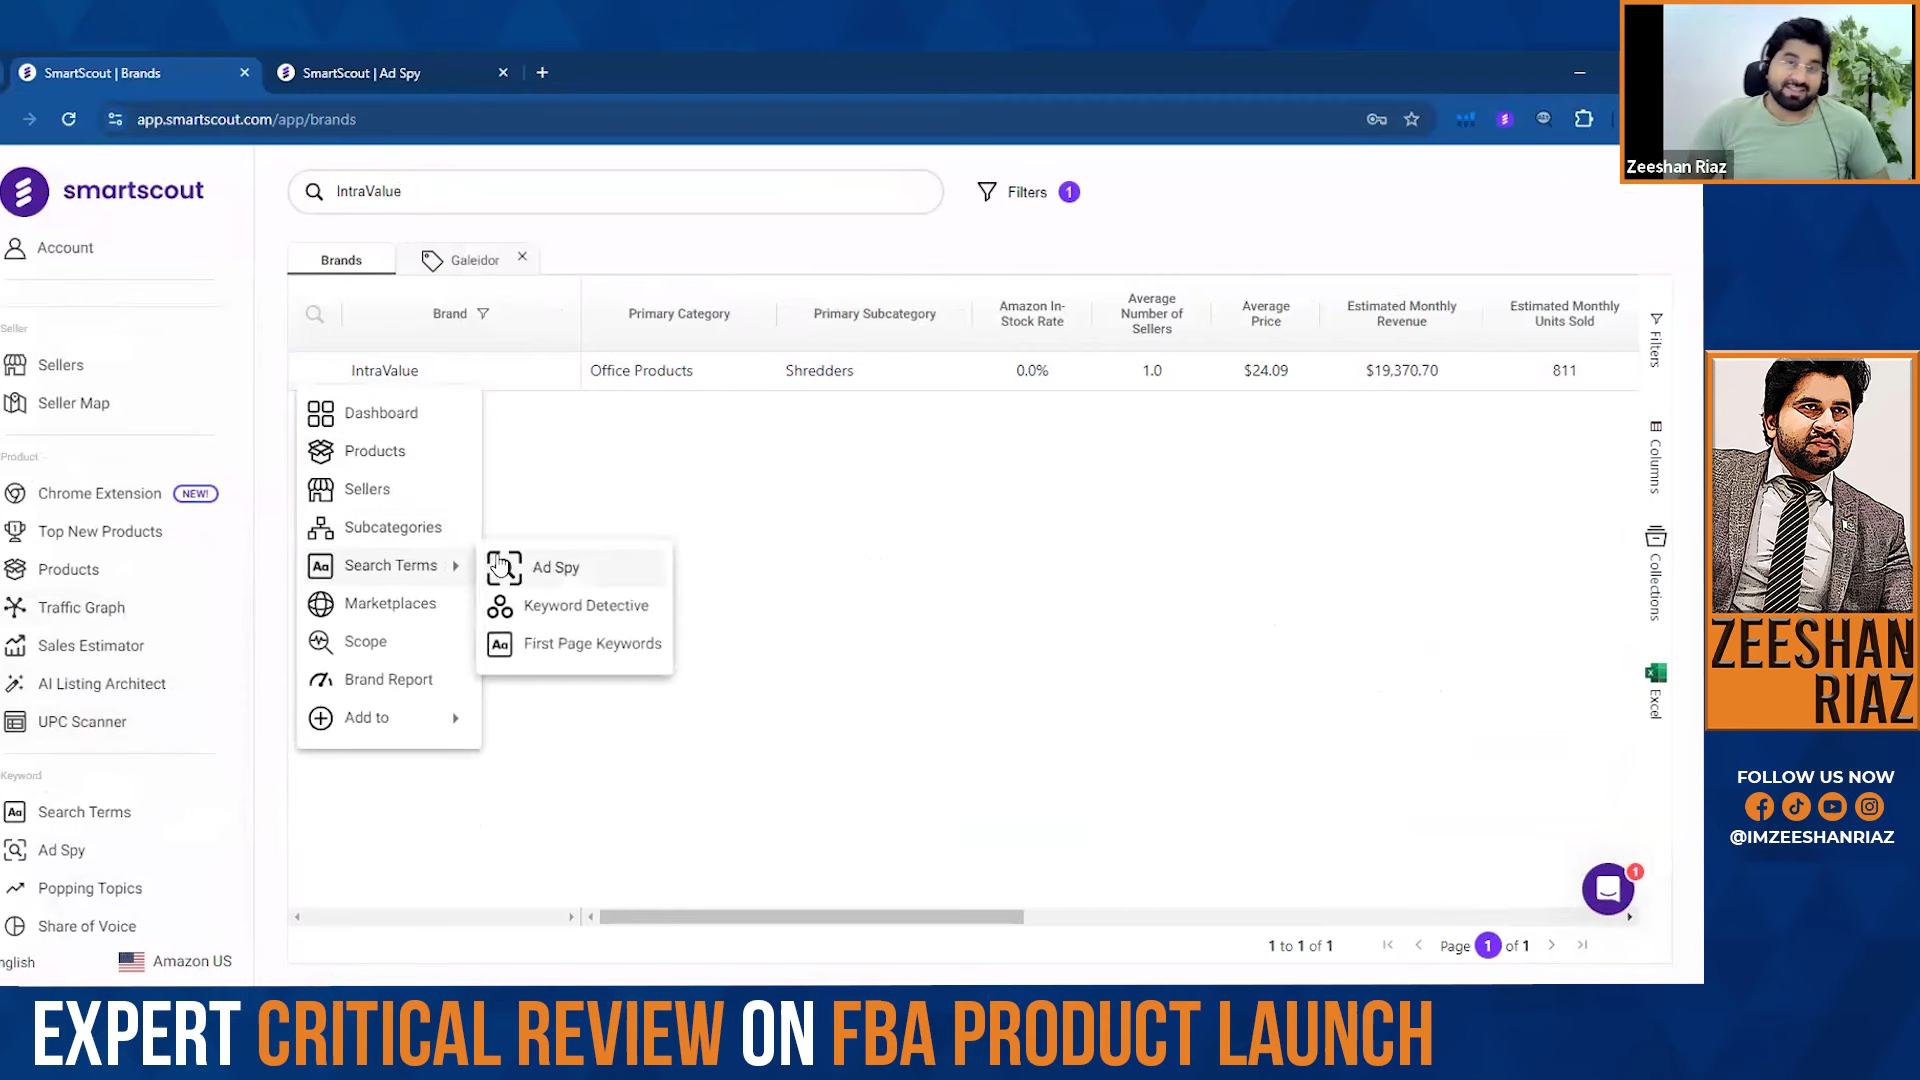 SmartScout | Brands
SmartScout | Ad Spy
app.smartscout.com/app/brands
Zeeshan Riaz
smartscout
Account
Seller
Sellers
Seller Map
Product
Chrome Extension NEW!
Top New Products
Products
Traffic Graph
Sales Estimator
AI Listing Architect
UPC Scanner
Keyword
Search Terms
Ad Spy
Popping Topics
Share of Voice
nglish
Amazon US
IntraValue
Filters 1
Brands
Galeidor
Brand
Primary Category
Primary Subcategory
Amazon In-
Stock Rate
Average
Number of
Sellers
Average
Price
Estimated Monthly
Revenue
Estimated Monthly
Units Sold
IntraValue
Office Products
Shredders
0.0%
1.0
$24.09
$19,370.70
811
Dashboard
Products
Sellers
Subcategories
Aa Search Terms
Marketplaces
Scope
Brand Report
Add to
Ad Spy
Keyword Detective
Aa First Page Keywords
Filters
Columns
Collections
Excel
1
1 to 1 of 1
Page 1 of 1
ZEESHAN
RIAZ
FOLLOW US NOW
@IMZEESHANRIAZ
EXPERT CRITICAL REVIEW ON FBA PRODUCT LAUNCH